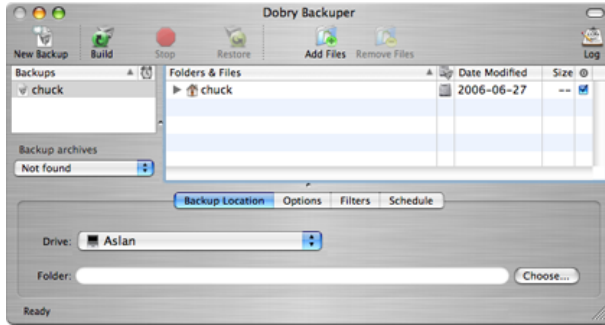 Dobry Backuper
New Backup Build Stop Restore Add Files Remove Files Log
Backups Folders & Files Date Modified Size
chuck chuck 2006-06-27 --
Backup archives
Not found
Backup Location Options Filters Schedule
Drive: Aslan
Folder: Choose...
Ready